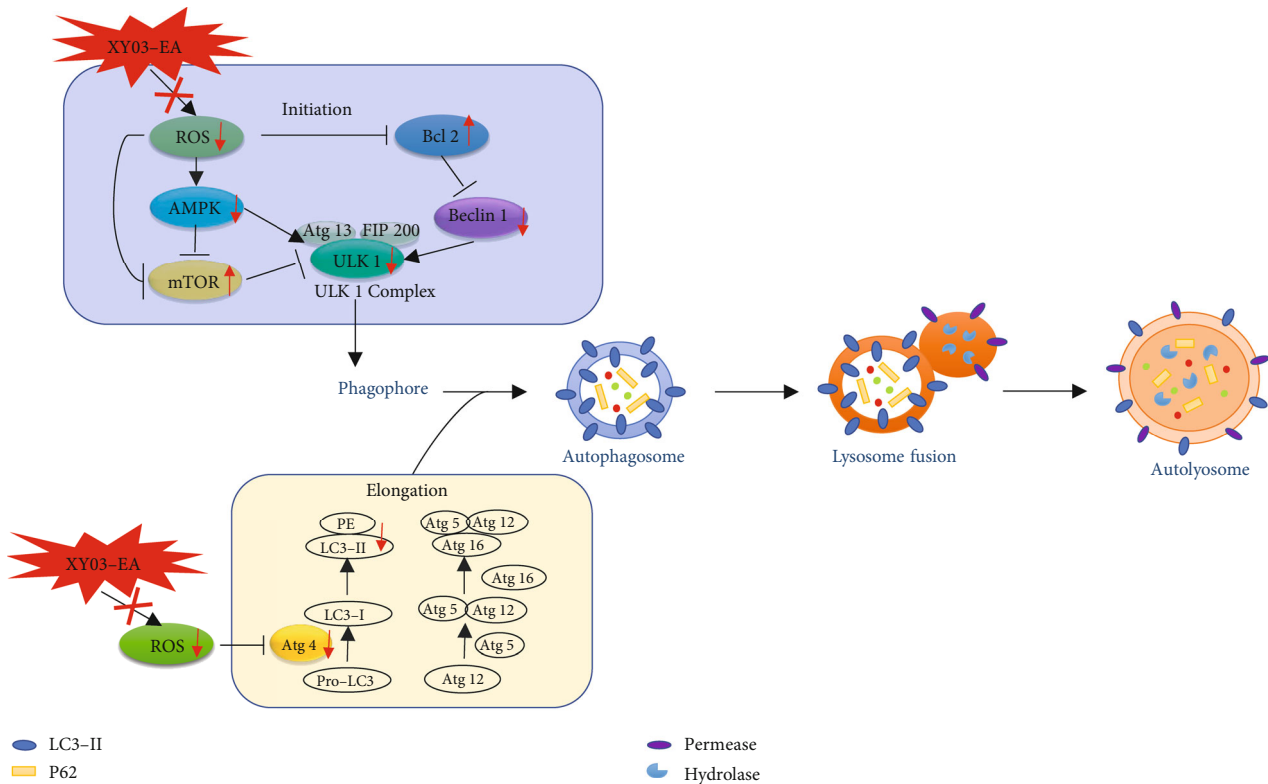 XY03–EA
Initiation
ROS
Bcl 2
AMPK
Beclin 1
Atg 13
FIP 200
ULK 1
mTOR
ULK 1 Complex
Phagophore
Autophagosome
Lysosome fusion
Autolyosome
Elongation
PE
LC3–II
Atg 5
Atg 12
Atg 16
XY03–EA
Atg 16
LC3–I
Atg 5
Atg 12
ROS
Atg 4
Atg 5
Pro–LC3
Atg 12
LC3–II
Permease
P62
Hydrolase